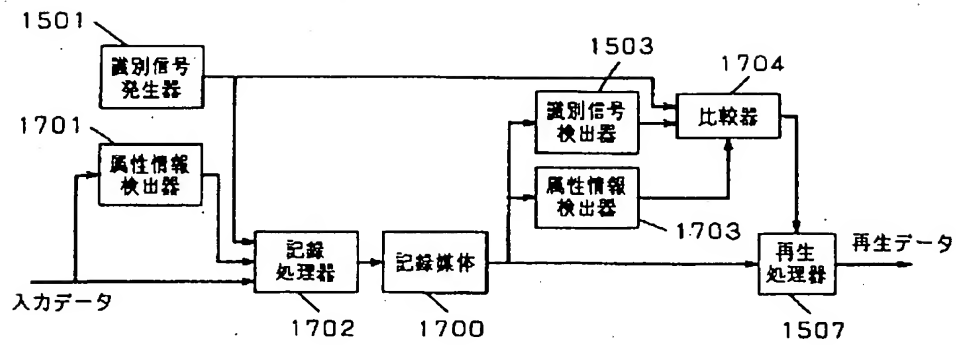 1501
識別信号
発生器
1701
属性情報
検出器
入力データ
記録
処理器
1702
記録媒体
1700
1503
識別信号
検出器
属性情報
検出器
1703
1704
比較器
再生
処理器
1507
再生データ